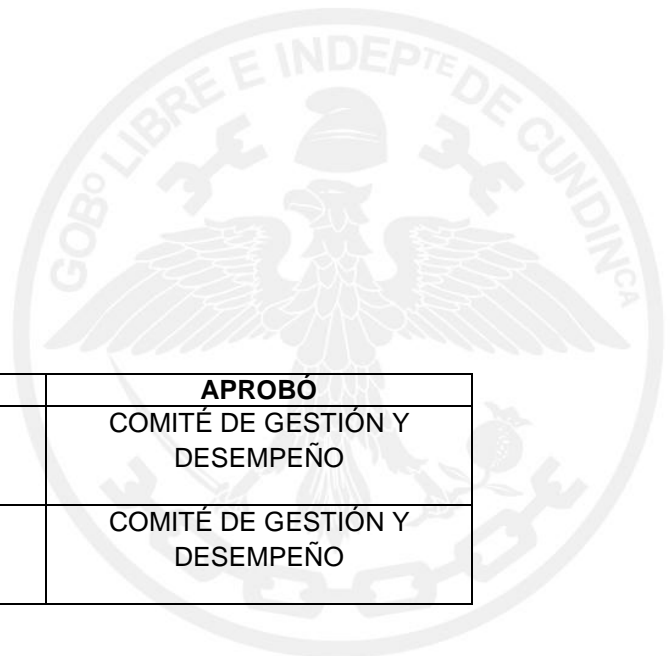 GOBº LIBRE E INDEPTE DE CUNDINCA
APROBÓ
COMITÉ DE GESTIÓN Y
DESEMPEÑO
COMITÉ DE GESTIÓN Y
DESEMPEÑO